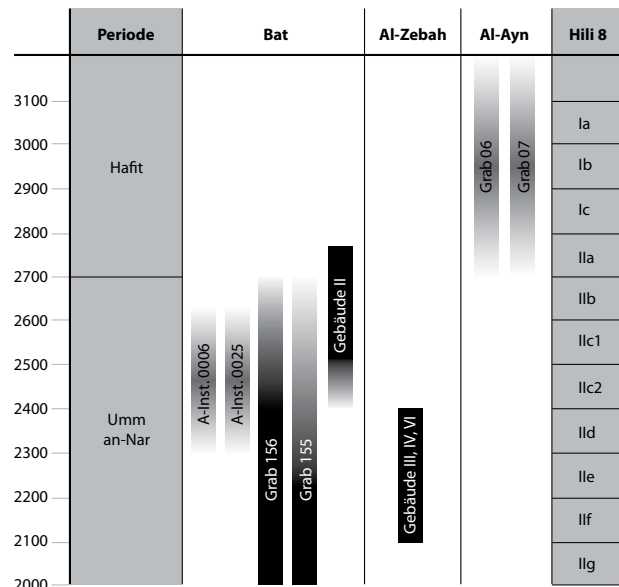 Periode Bat Al-Zebah Al-Ayn Hili 8
3100
3000
2900
2800
2700
2600
2500
2400
2300
2200
2100
2000
Hafit
Umm
an-Nar
A-Inst. 0006
A-Inst. 0025
Grab 156
Grab 155
Gebäude II
Gebäude III, IV, VI
Grab 06
Grab 07
Ia
Ib
Ic
IIa
IIb
IIc1
IIc2
IId
IIe
IIf
IIg